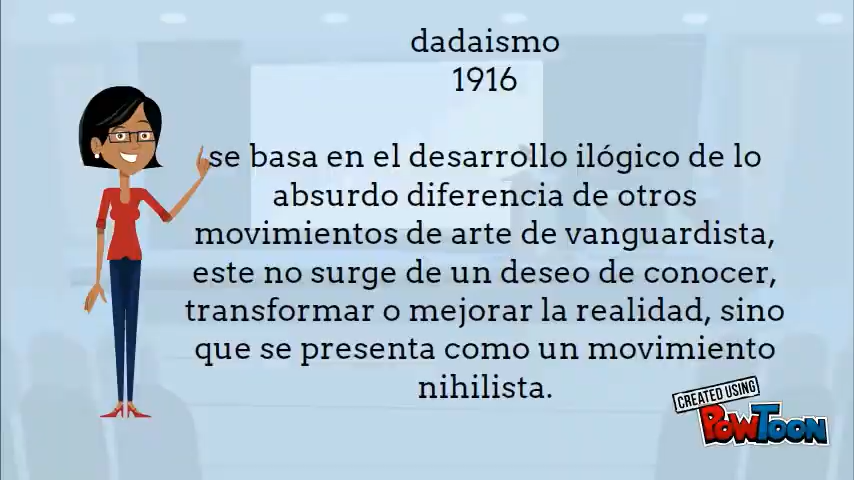 dadaismo
1916
se basa en el desarrollo ilógico de lo
absurdo diferencia de otros
movimientos de arte de vanguardista,
este no surge de un deseo de conocer,
transformar o mejorar la realidad, sino
que se presenta como un movimiento
nihilista.
CREATED USING
POWTOON